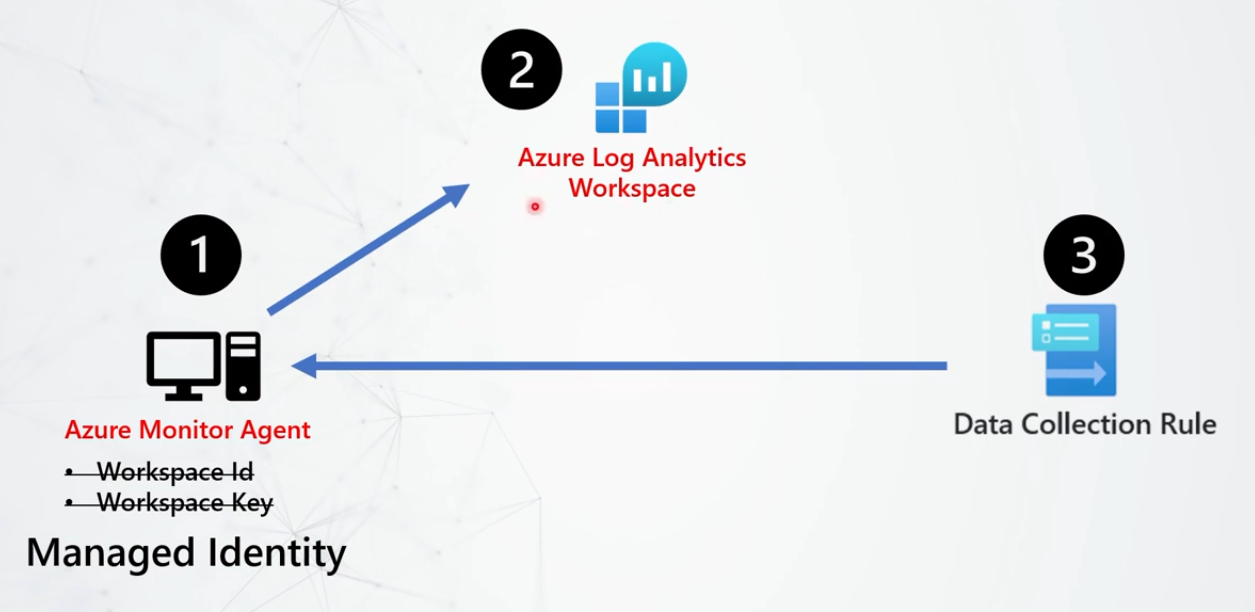 2
Azure Log Analytics
Workspace
1
3
Azure Monitor Agent
Data Collection Rule
• Workspace Id
• Workspace Key
Managed Identity